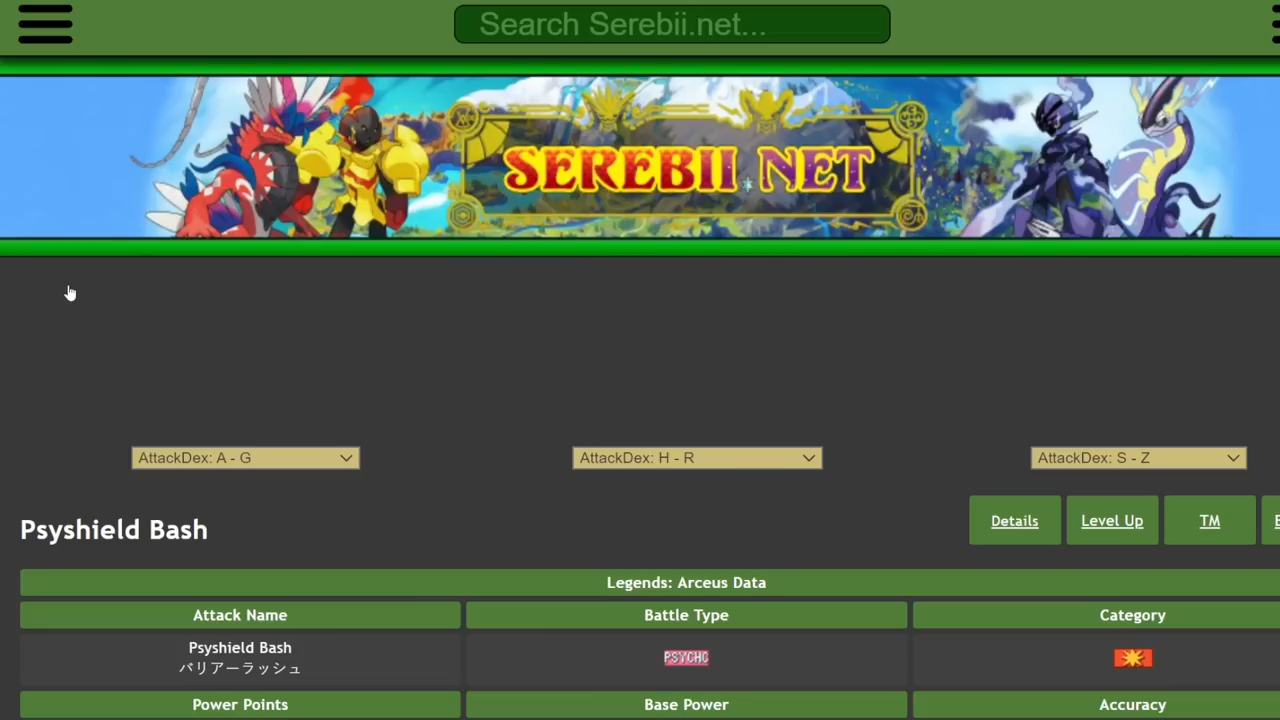 Search Serebii.net...
SEREBII.NET
AttackDex: A - G
AttackDex: H - R
AttackDex: S - Z
Psyshield Bash
Details
Level Up
TM
Legends: Arceus Data
Attack Name
Battle Type
Category
Psyshield Bash
バリアーラッシュ
PSYCHC
Power Points
Base Power
Accuracy